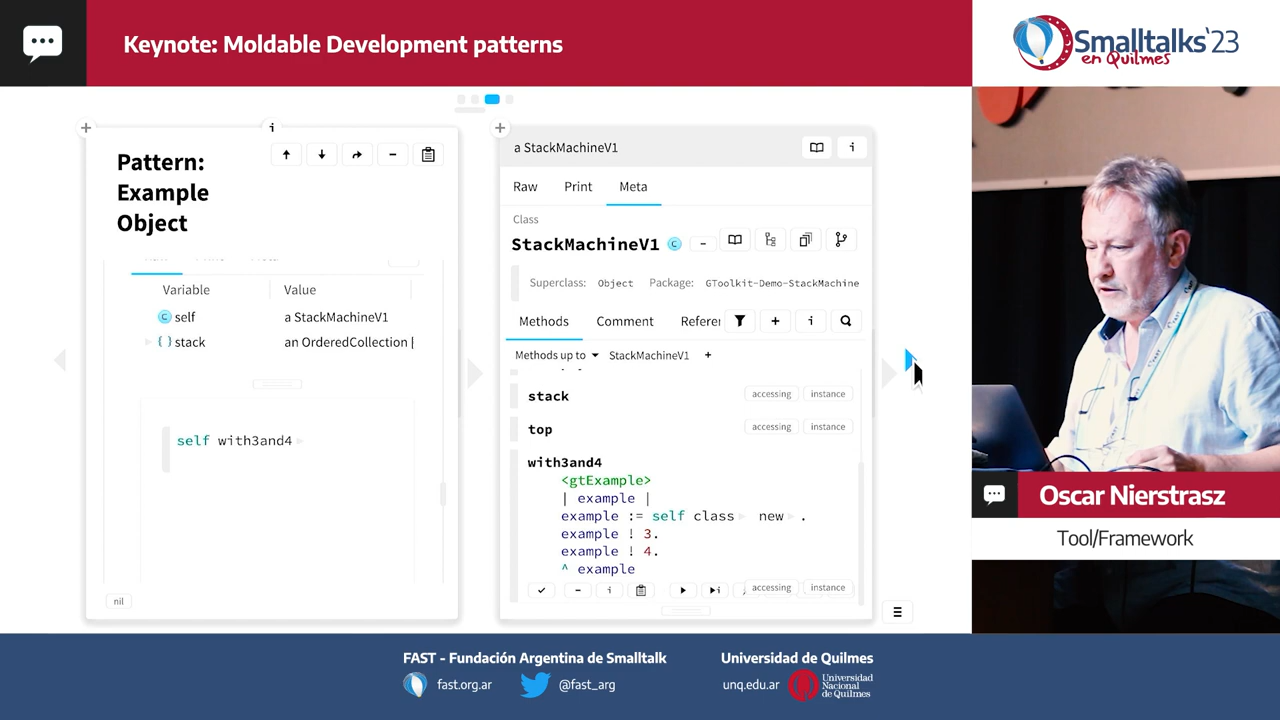 Keynote: Moldable Development patterns
Smalltalks'23
en Quilmes
Pattern:
Example
Object
Variable Value
self a StackMachineV1
stack an OrderedCollection
self with3and4
nil
a StackMachineV1
Raw Print Meta
Class
StackMachineV1
Superclass: Object Package: GToolkit-Demo-StackMachine
Methods Comment Referen
Methods up to StackMachineV1 +
stack accessing instance
top accessing instance
with3and4
<gtExample>
| example |
example := self class new .
example ! 3.
example ! 4.
^ example
accessing instance
Oscar Nierstrasz
Tool/Framework
FAST - Fundación Argentina de Smalltalk
fast.org.ar @fast_arg
Universidad de Quilmes
unq.edu.ar
Universidad
Nacional
de Quilmes